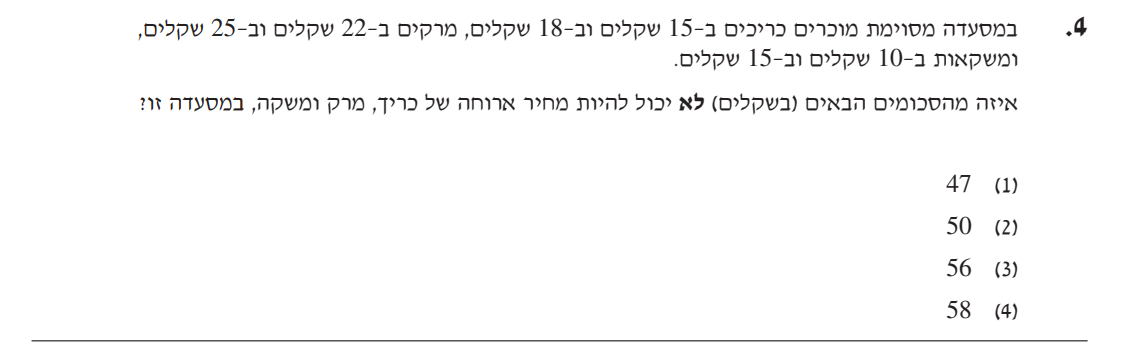 4. במסעדה מסוימת מוכרים כריכים ב-15 שקלים וב-18 שקלים, מרקים ב-22 שקלים וב-25 שקלים,
ומשקאות ב-10 שקלים וב-15 שקלים.
איזה מהסכומים הבאים (בשקלים) לא יכול להיות מחיר ארוחה של כריך, מרק ומשקה, במסעדה זו?
(1) 47
(2) 50
(3) 56
(4) 58